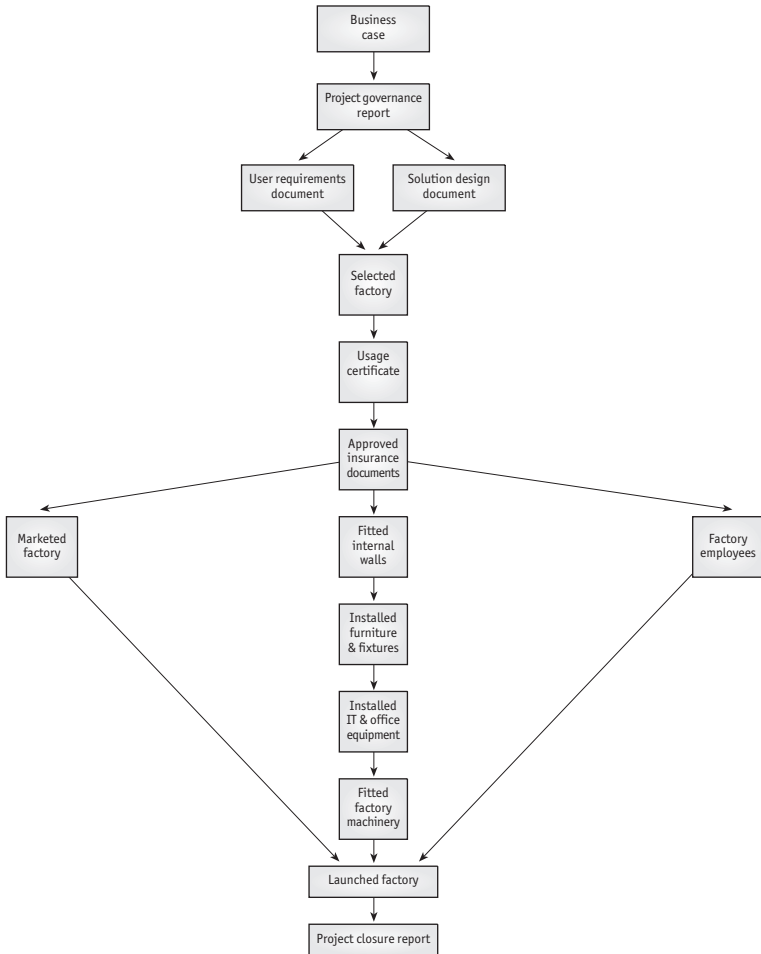 Business
case
Project governance
report
User requirements
document
Solution design
document
Selected
factory
Usage
certificate
Approved
insurance
documents
Marketed
factory
Fitted
internal
walls
Factory
employees
Installed
furniture
& fixtures
Installed
IT & office
equipment
Fitted
factory
machinery
Launched factory
Project closure report